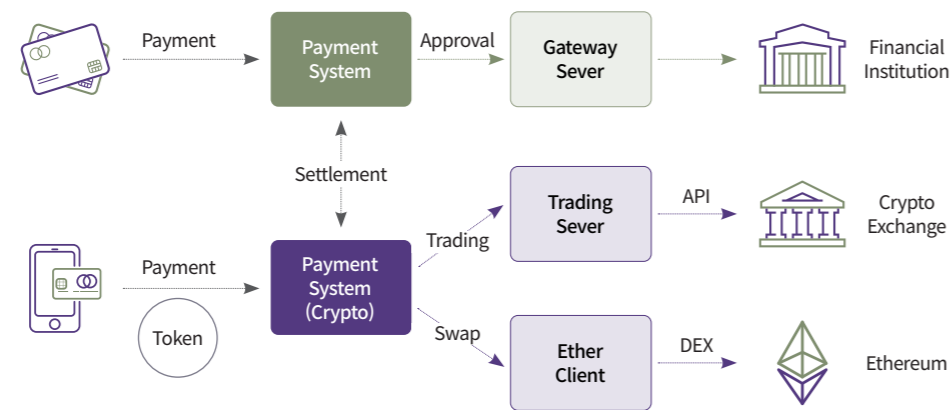 Payment
Payment
System
Approval
Gateway
Sever
Financial
Institution
Settlement
Payment
Token
Payment
System
(Crypto)
Trading
Swap
Trading
Sever
API
Crypto
Exchange
Ether
Client
DEX
Ethereum